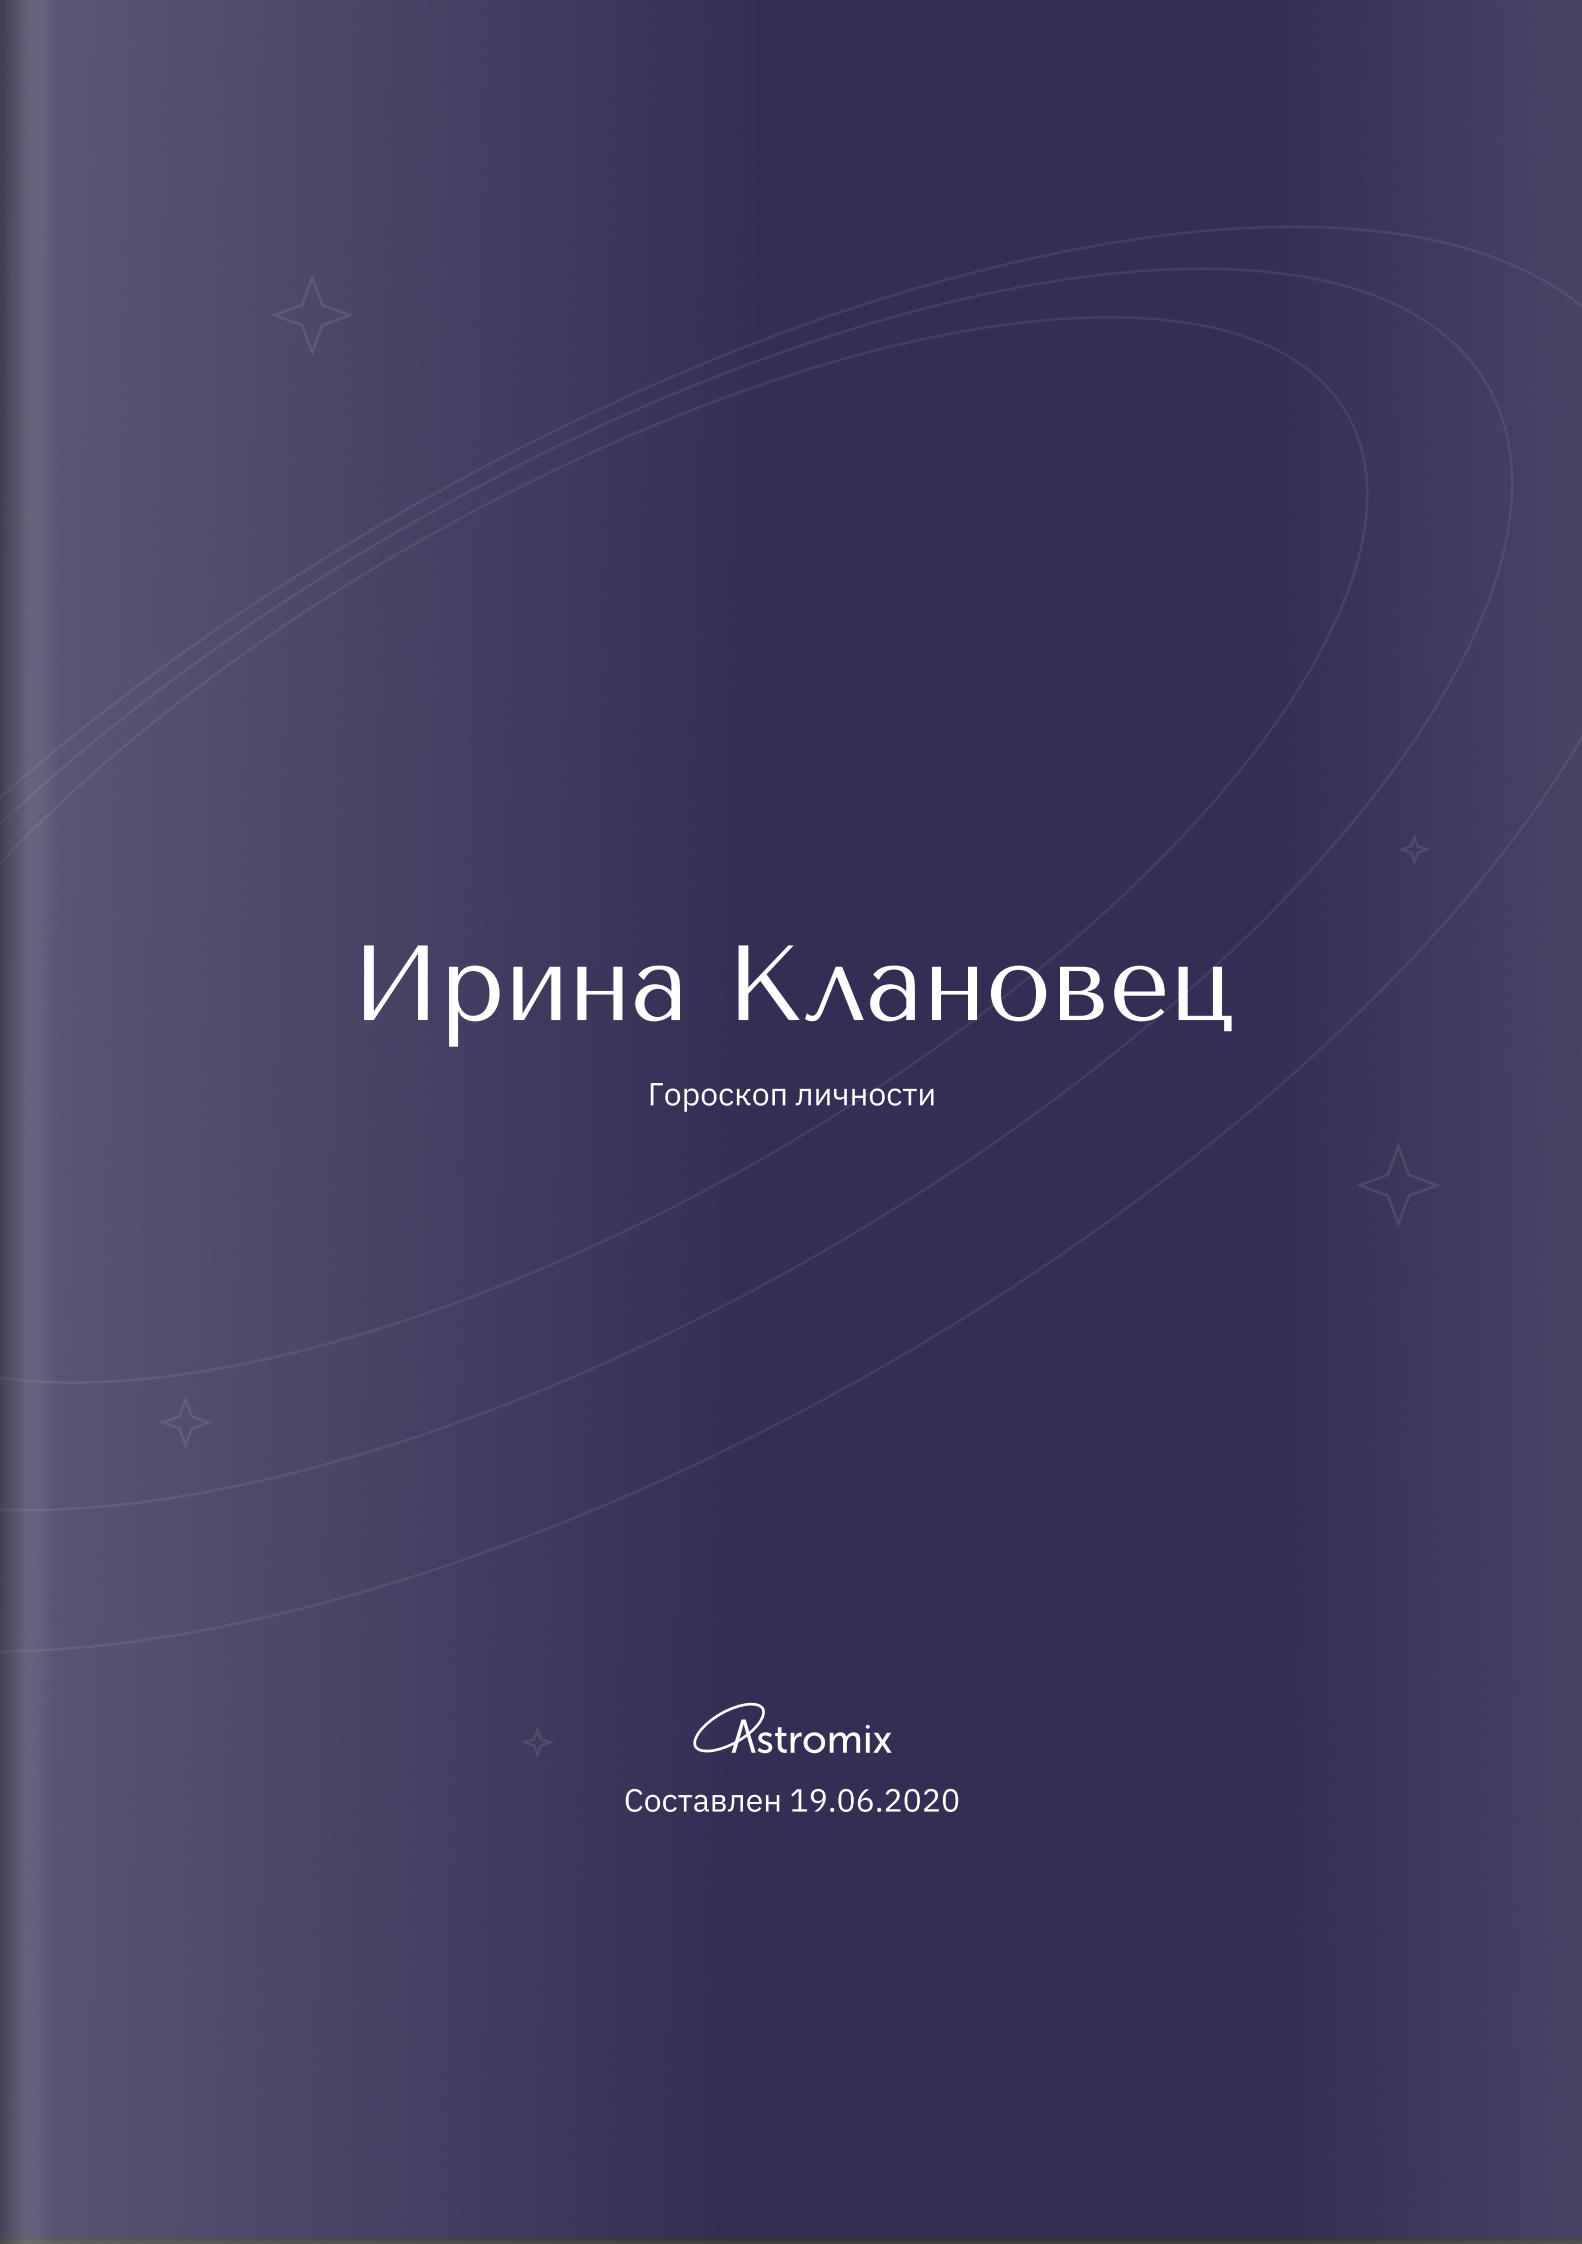 Ирина Клановец
Гороскоп личности
Astromix
Составлен 19.06.2020